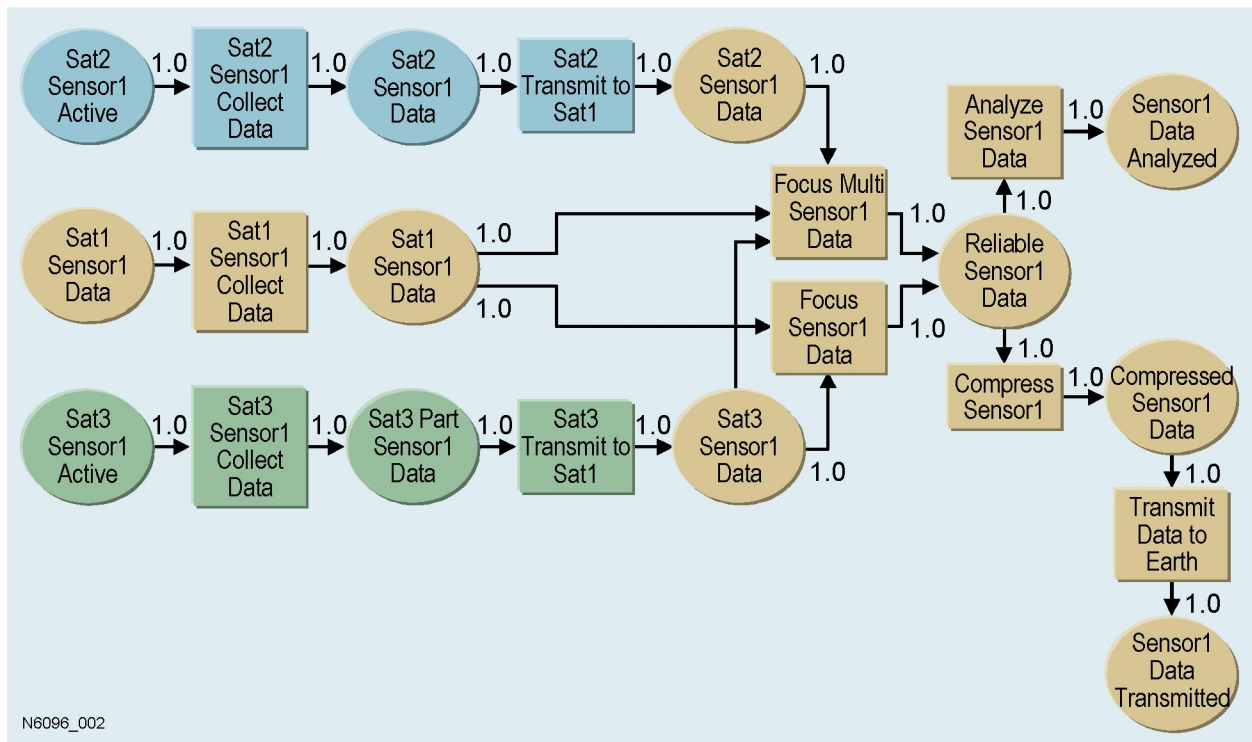 Sat2
Sensor1
Active
1.0
Sat2
Sensor1
Collect
Data
1.0
Sat2
Sensor1
Data
1.0
Sat2
Transmit to
Sat1
1.0
Sat2
Sensor1
Data
1.0
Sat1
Sensor1
Data
1.0
Sat1
Sensor1
Collect
Data
1.0
Sat1
Sensor1
Data
1.0
1.0
Sat3
Sensor1
Active
1.0
Sat3
Sensor1
Collect
Data
1.0
Sat3 Part
Sensor1
Data
1.0
Sat3
Transmit to
Sat1
1.0
Sat3
Sensor1
Data
1.0
Focus Multi
Sensor1
Data
1.0
Focus
Sensor1
Data
1.0
Reliable
Sensor1
Data
1.0
Analyze
Sensor1
Data
1.0
Sensor1
Data
Analyzed
1.0
Compress
Sensor1
1.0
Compressed
Sensor1
Data
1.0
Transmit
Data to
Earth
1.0
Sensor1
Data
Transmitted
N6096_002